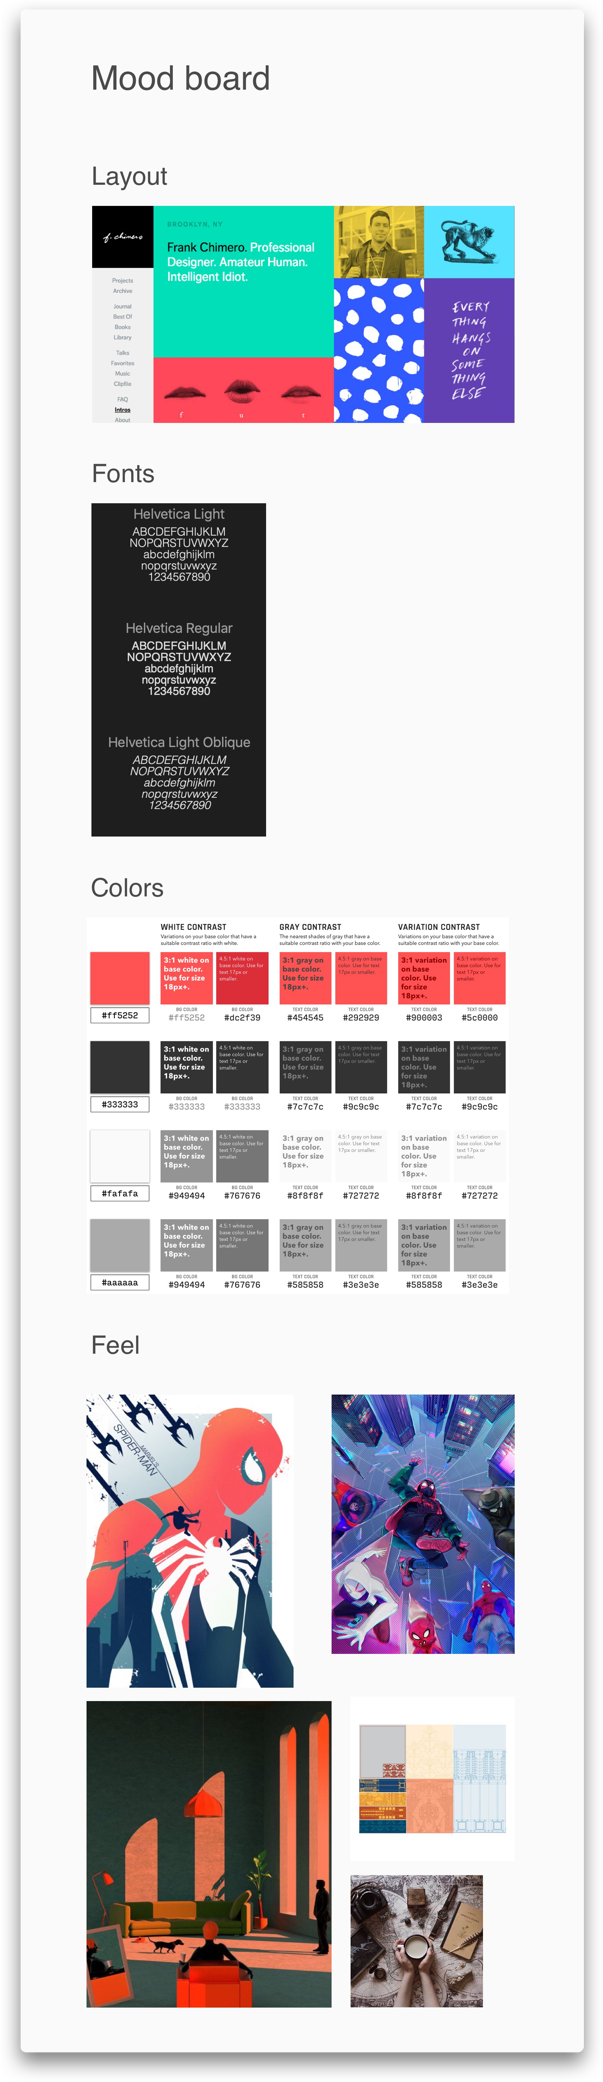 Mood board
Layout
f. chimero
BROOKLYN, NY
Frank Chimero. Professional
Designer. Amateur Human.
Intelligent Idiot.
Projects
Archive
Journal
Best Of
Books
Library
Talks
Favorites
Music
Clipfile
FAQ
Intros
About
f u t
EVERY
THING
HANGS
ON
SOME
THING
ELSE
Fonts
Helvetica Light
ABCDEFGHIJKLM
NOPQRSTUVWXYZ
abcdefghijklm
nopqrstuvwxyz
1234567890
Helvetica Regular
ABCDEFGHIJKLM
NOPQRSTUVWXYZ
abcdefghijklm
nopqrstuvwxyz
1234567890
Helvetica Light Oblique
ABCDEFGHIJKLM
NOPQRSTUVWXYZ
abcdefghijklm
nopqrstuvwxyz
1234567890
Colors
WHITE CONTRAST GRAY CONTRAST VARIATION CONTRAST
Variations on your base color that have a The nearest shades of gray that have a Variations on your base color that have a
suitable contrast ratio with white. suitable contrast ratio with your base color. suitable contrast ratio with your base color.
3:1 white on 4.5:1 white on 3:1 gray on 4.5:1 gray on base 3:1 variation 4.5:1 variation on
base color. base color. Use for base color. color. Use for text on base base color. Use for
Use for size text 17px or Use for size 17px or smaller. color. Use text 17px or
18px+. smaller. 18px+. for size smaller.
18px+.
BG COLOR BG COLOR TEXT COLOR TEXT COLOR TEXT COLOR TEXT COLOR
#ff5252 #ff5252 #dc2f39 #454545 #292929 #900003 #5c0000
3:1 white on 4.5:1 white on 3:1 gray on 4.5:1 gray on base 3:1 variation 4.5:1 variation on
base color. base color. Use for base color. color. Use for text on base base color. Use for
Use for size text 17px or Use for size 17px or smaller. color. Use text 17px or
18px+. smaller. 18px+. for size smaller.
18px+.
BG COLOR BG COLOR TEXT COLOR TEXT COLOR TEXT COLOR TEXT COLOR
#333333 #333333 #333333 #7c7c7c #9c9c9c #7c7c7c #9c9c9c
3:1 white on 4.5:1 white on 3:1 gray on 4.5:1 gray on base 3:1 variation 4.5:1 variation on
base color. base color. Use for base color. color. Use for text on base base color. Use for
Use for size text 17px or Use for size 17px or smaller. color. Use text 17px or
18px+. smaller. 18px+. for size smaller.
18px+.
BG COLOR BG COLOR TEXT COLOR TEXT COLOR TEXT COLOR TEXT COLOR
#fafafa #949494 #767676 #8f8f8f #727272 #8f8f8f #727272
3:1 white on 4.5:1 white on 3:1 gray on 4.5:1 gray on base 3:1 variation 4.5:1 variation on
base color. base color. Use for base color. color. Use for text on base base color. Use for
Use for size text 17px or Use for size 17px or smaller. color. Use text 17px or
18px+. smaller. 18px+. for size smaller.
18px+.
BG COLOR BG COLOR TEXT COLOR TEXT COLOR TEXT COLOR TEXT COLOR
#aaaaaa #949494 #767676 #585858 #3e3e3e #585858 #3e3e3e
Feel
MARVEL'S
SPIDER-MAN